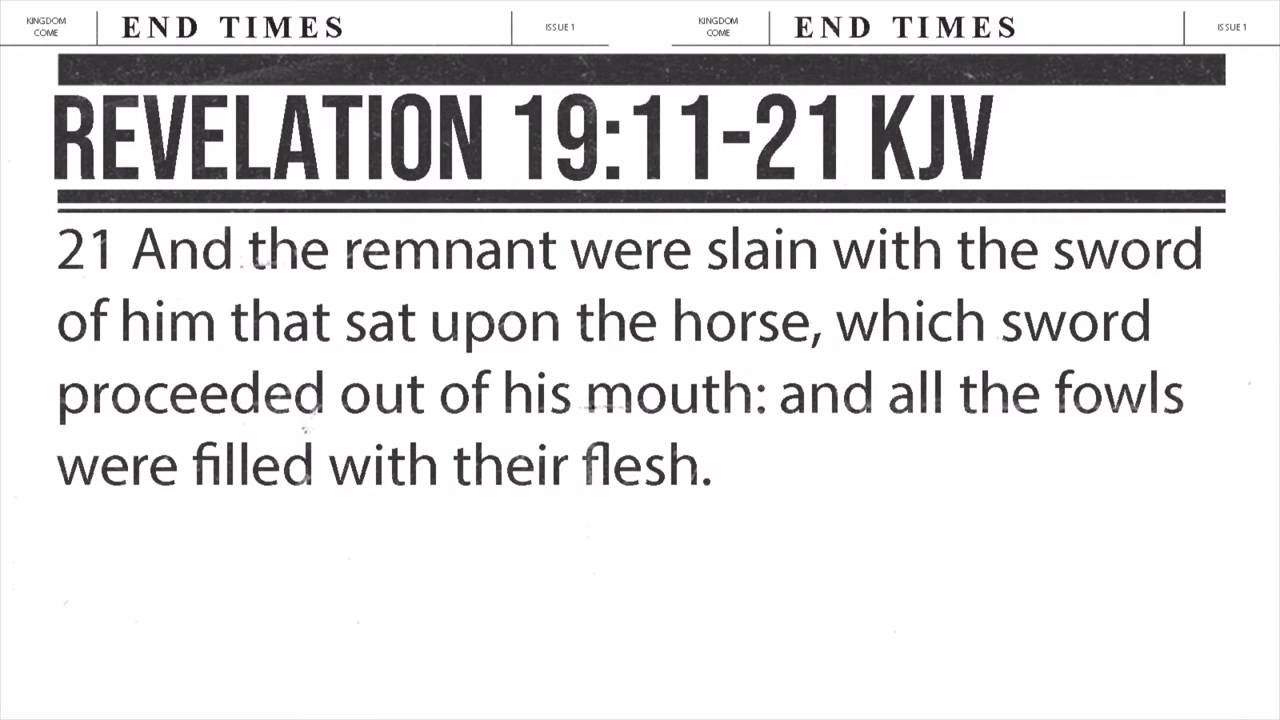 KINGDOM
COME
END TIMES
ISSUE 1
KINGDOM
COME
END TIMES
ISSUE 1
REVELATION 19:11-21 KJV
21 And the remnant were slain with the sword
of him that sat upon the horse, which sword
proceeded out of his mouth: and all the fowls
were filled with their flesh.